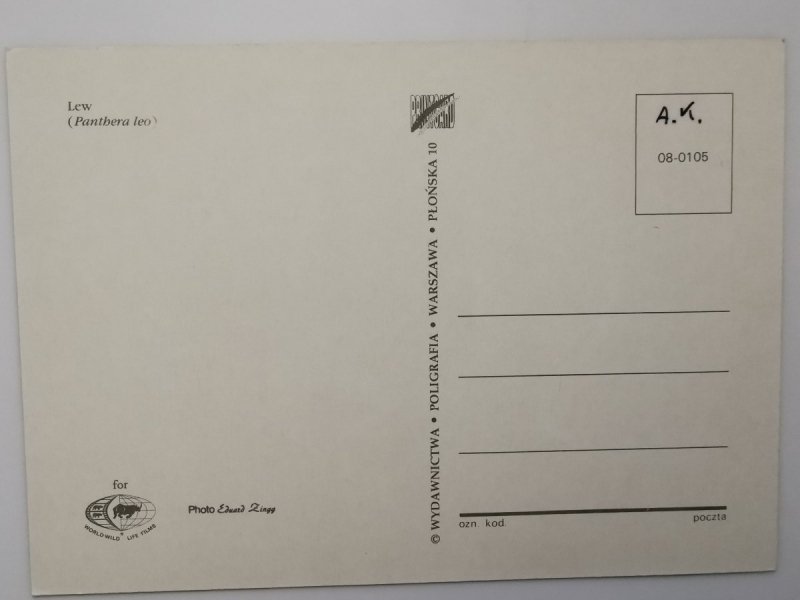 Lew
(Panthera leo)
for
WORLD WILD LIFE FILMS
Photo Eduard Zingg
© WYDAWNICTWA • POLIGRAFIA • WARSZAWA • PŁOŃSKA 10
A.K.
08-0105
ozn. kod.
poczta